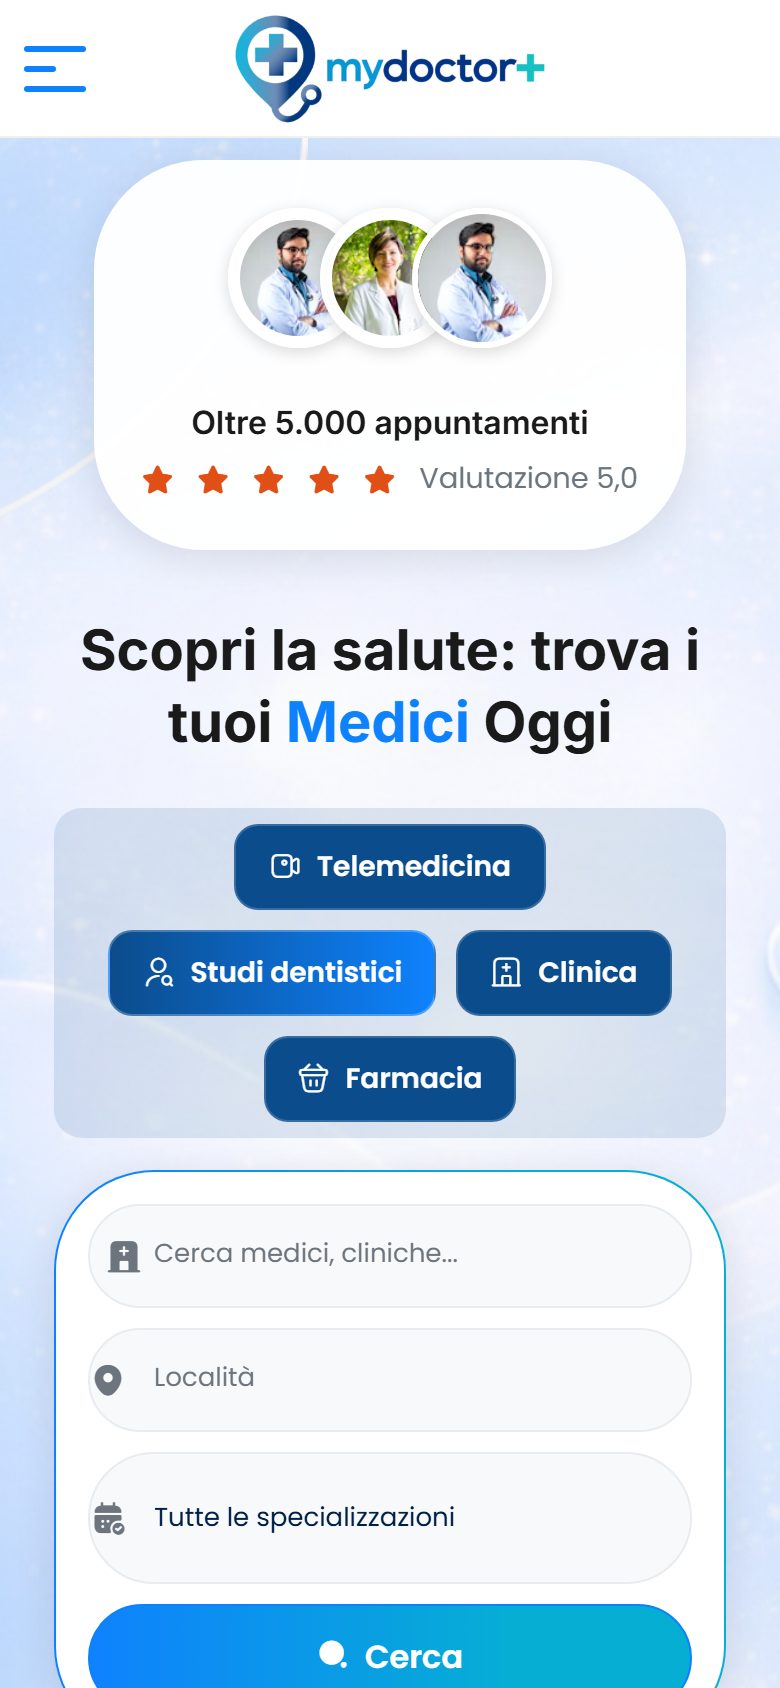 mydoctor+
Oltre 5.000 appuntamenti
Valutazione 5,0
Scopri la salute: trova i
tuoi Medici Oggi
Telemedicina
Studi dentistici
Clinica
Farmacia
Cerca medici, cliniche...
Località
Tutte le specializzazioni
Cerca